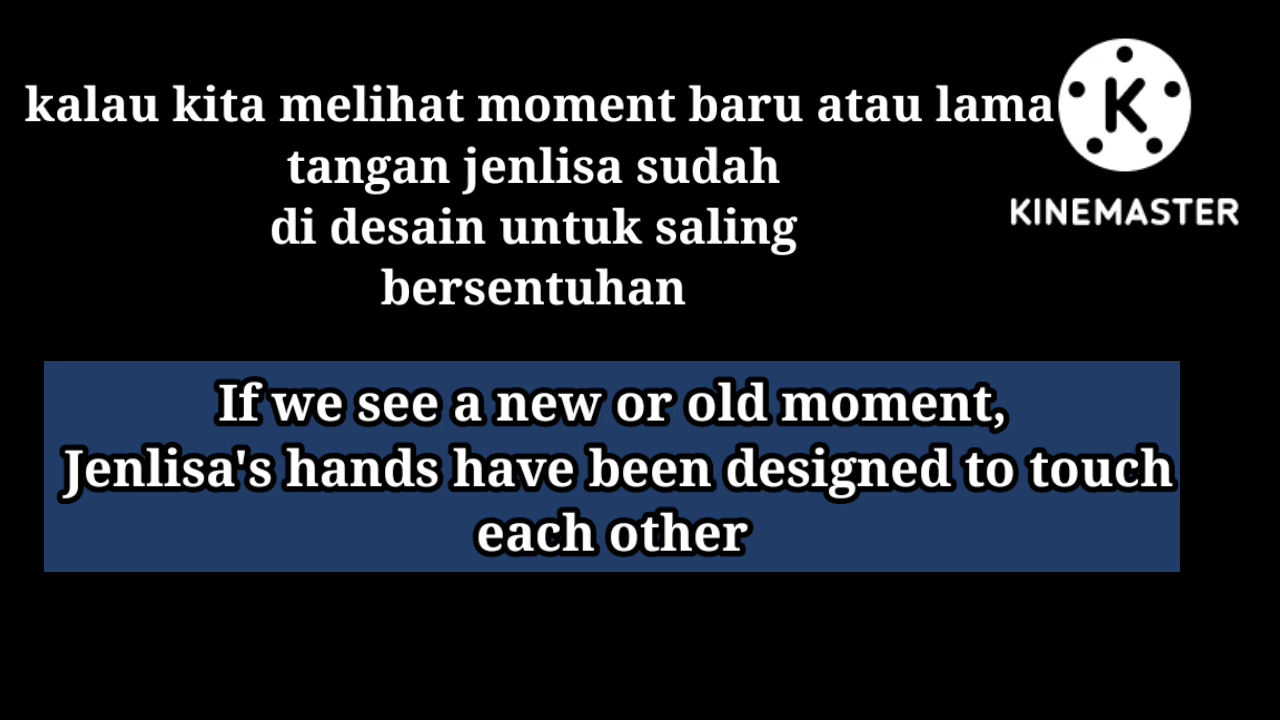 kalau kita melihat moment baru atau lama
tangan jenlisa sudah
di desain untuk saling
bersentuhan
K
KINEMASTER
If we see a new or old moment,
Jenlisa's hands have been designed to touch
each other